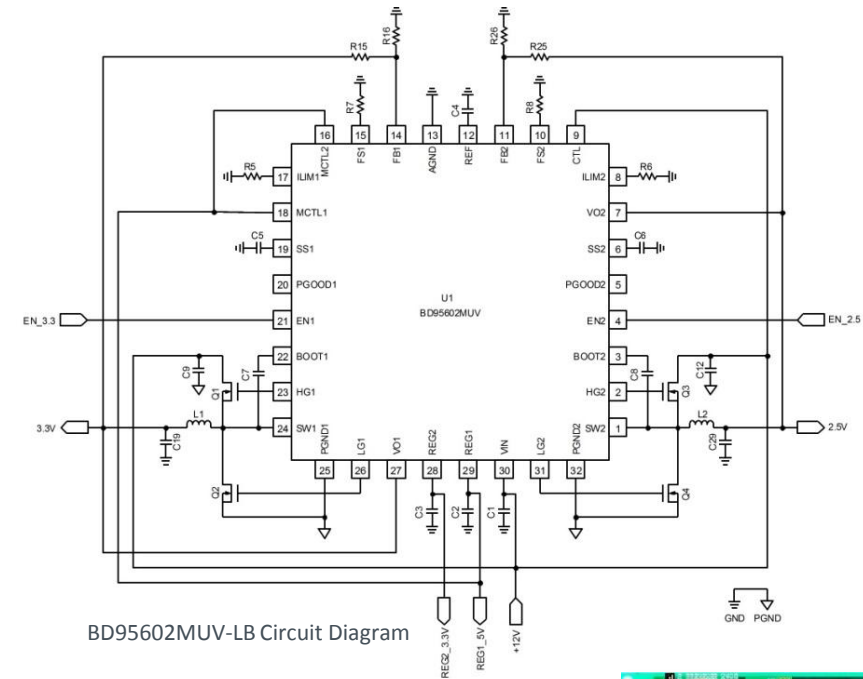 R16
R26
R15
R25
R7
C4
R8
16
15
14
13
12
11
10
9
MCTL2
FS1
FB1
AGND
REF
FB2
FS2
CTL
R5
17
ILIM1
ILIM2
8
R6
18
MCTL1
VO2
7
C5
19
SS1
SS2
6
C6
20
PGOOD1
PGOOD2
5
U1
BD95602MUV
EN_3.3
21
EN1
EN2
4
EN_2.5
22
BOOT1
BOOT2
3
C9
C7
C8
C12
Q1
23
HG1
HG2
2
Q3
3.3V
L1
24
SW1
SW2
1
L2
2.5V
C19
C29
PGND1
LG1
VO1
REG2
REG1
VIN
LG2
PGND2
25
26
27
28
29
30
31
32
Q2
Q4
C3
C2
C1
GND PGND
BD95602MUV-LB Circuit Diagram
REG2_3.3V
REG1_5V
+12V